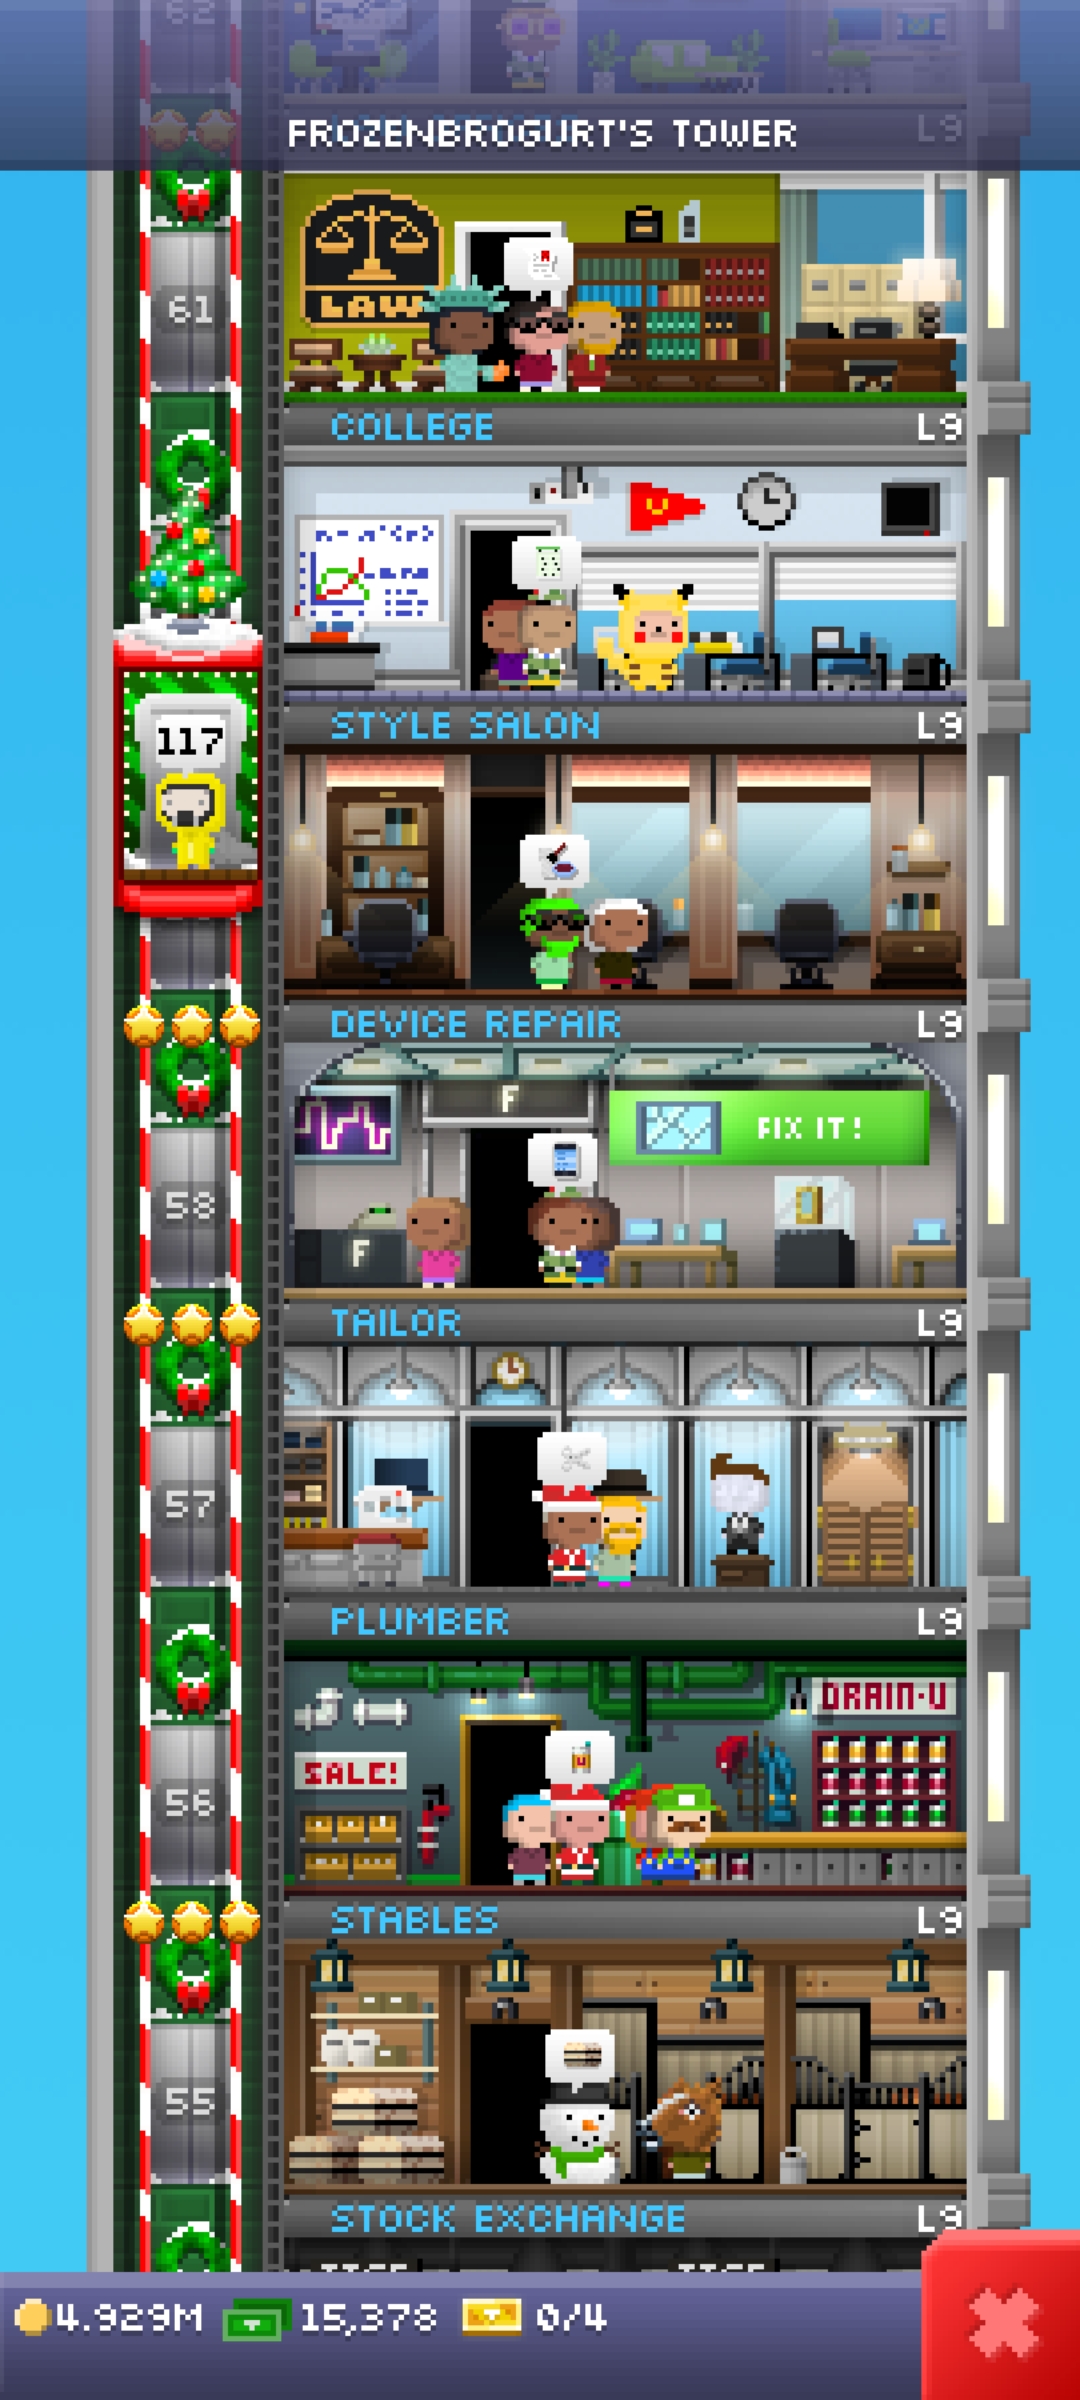 62
L9
FROZENBROGURT'S TOWER
LAW
61
COLLEGE L9
U
STYLE SALON L9
117
DEVICE REPAIR L9
F
FIX IT!
58
F
TAILOR L9
57
PLUMBER L9
DRAIN-U
SALE!
56
STABLES L9
55
STOCK EXCHANGE L9
4.929M 15,378 0/4